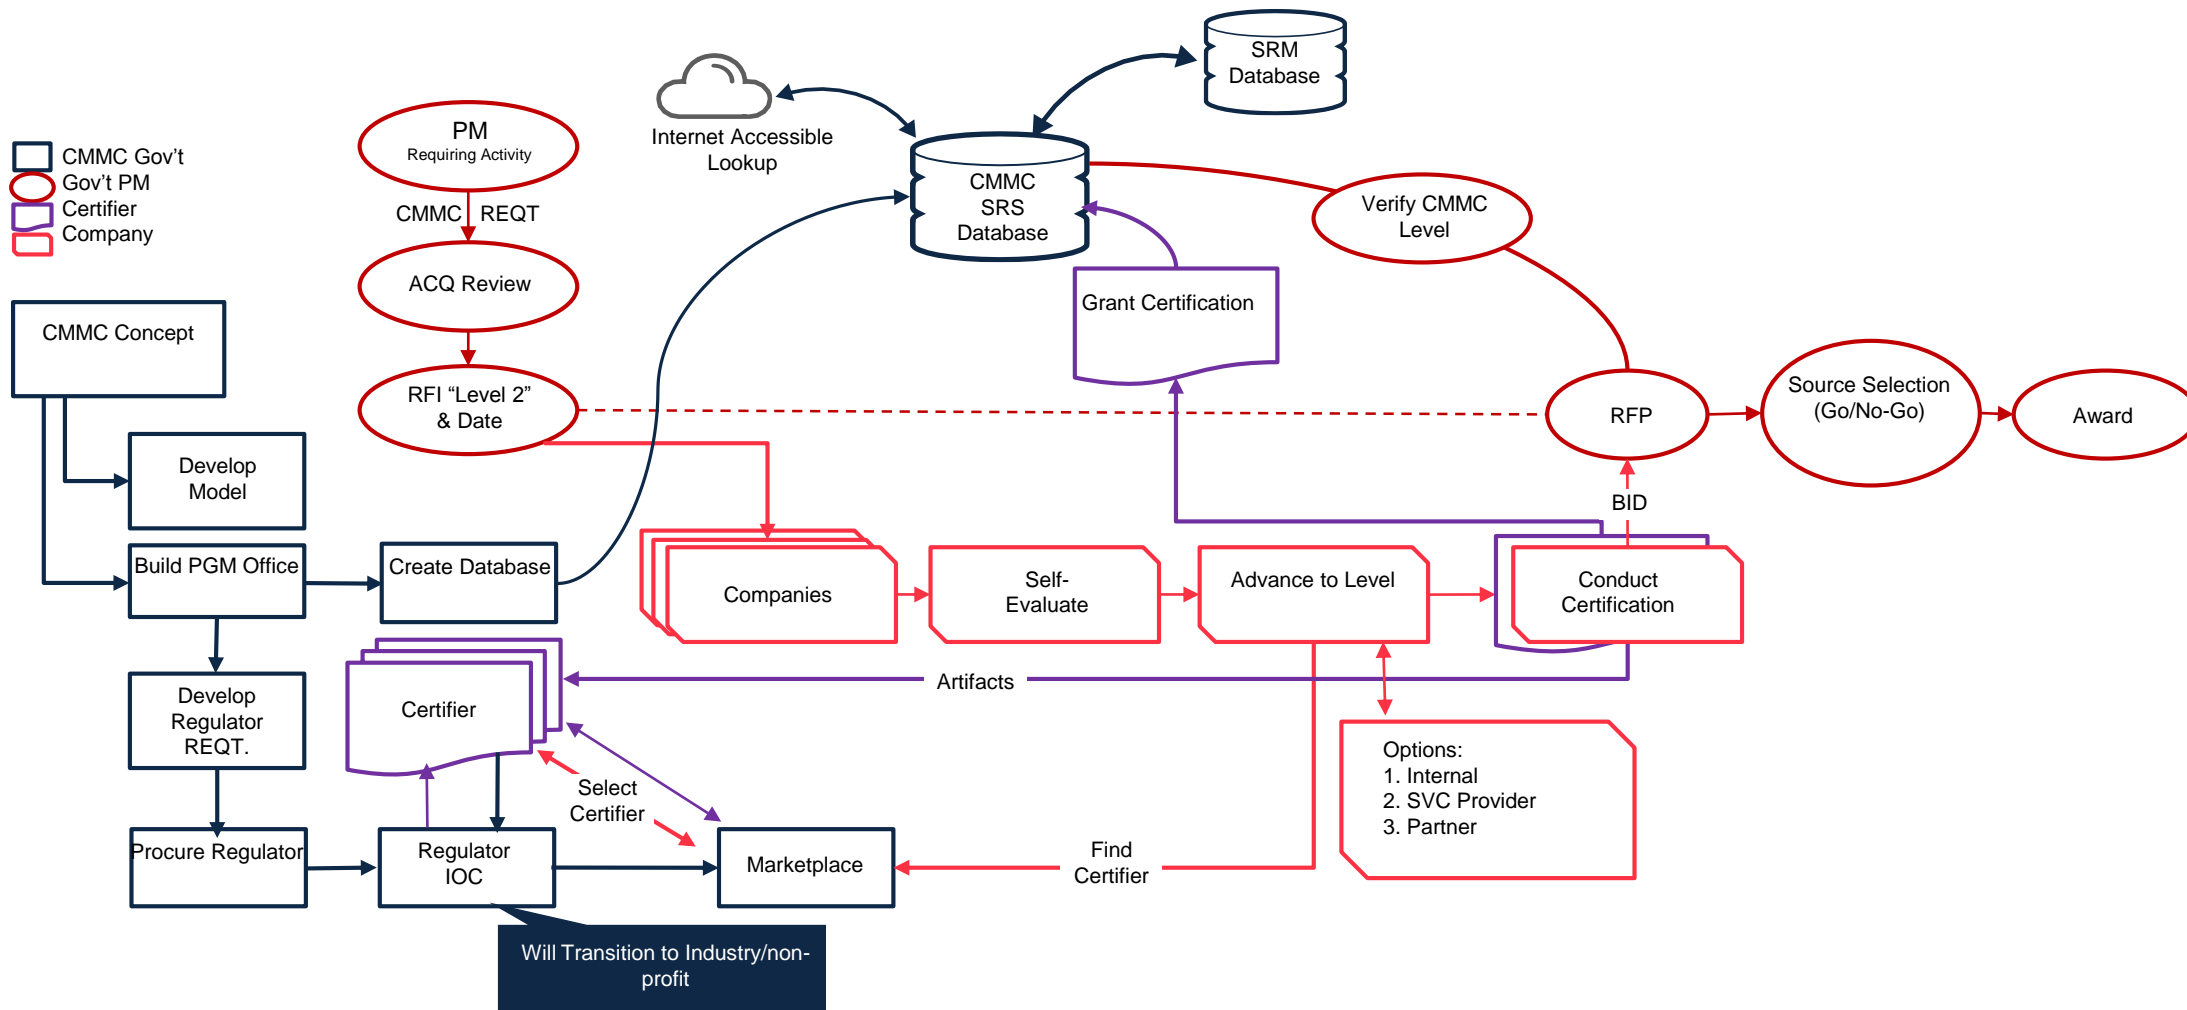 SRM
Database
Internet Accessible
Lookup
PM
Requiring Activity
CMMC REQT
ACQ Review
RFI “Level 2”
& Date
CMMC Gov’t
Gov’t PM
Certifier
Company
CMMC
SRS
Database
Verify CMMC
Level
Grant Certification
CMMC Concept
RFP
Source Selection
(Go/No-Go)
Award
Develop
Model
BID
Build PGM Office
Create Database
Companies
Self-
Evaluate
Advance to Level
Conduct
Certification
Develop
Regulator
REQT.
Certifier
Artifacts
Options:
1. Internal
2. SVC Provider
3. Partner
Select
Certifier
Procure Regulator
Regulator
IOC
Marketplace
Find
Certifier
Will Transition to Industry/non-
profit